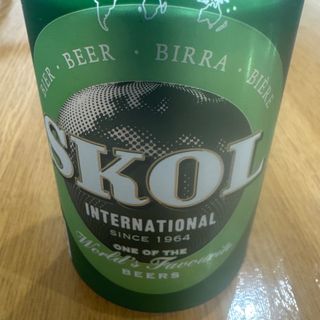 BIER · BEER · BIRRA · BIÈRE
SKOL
INTERNATIONAL
SINCE 1964
ONE OF THE
World's Favourite
BEERS